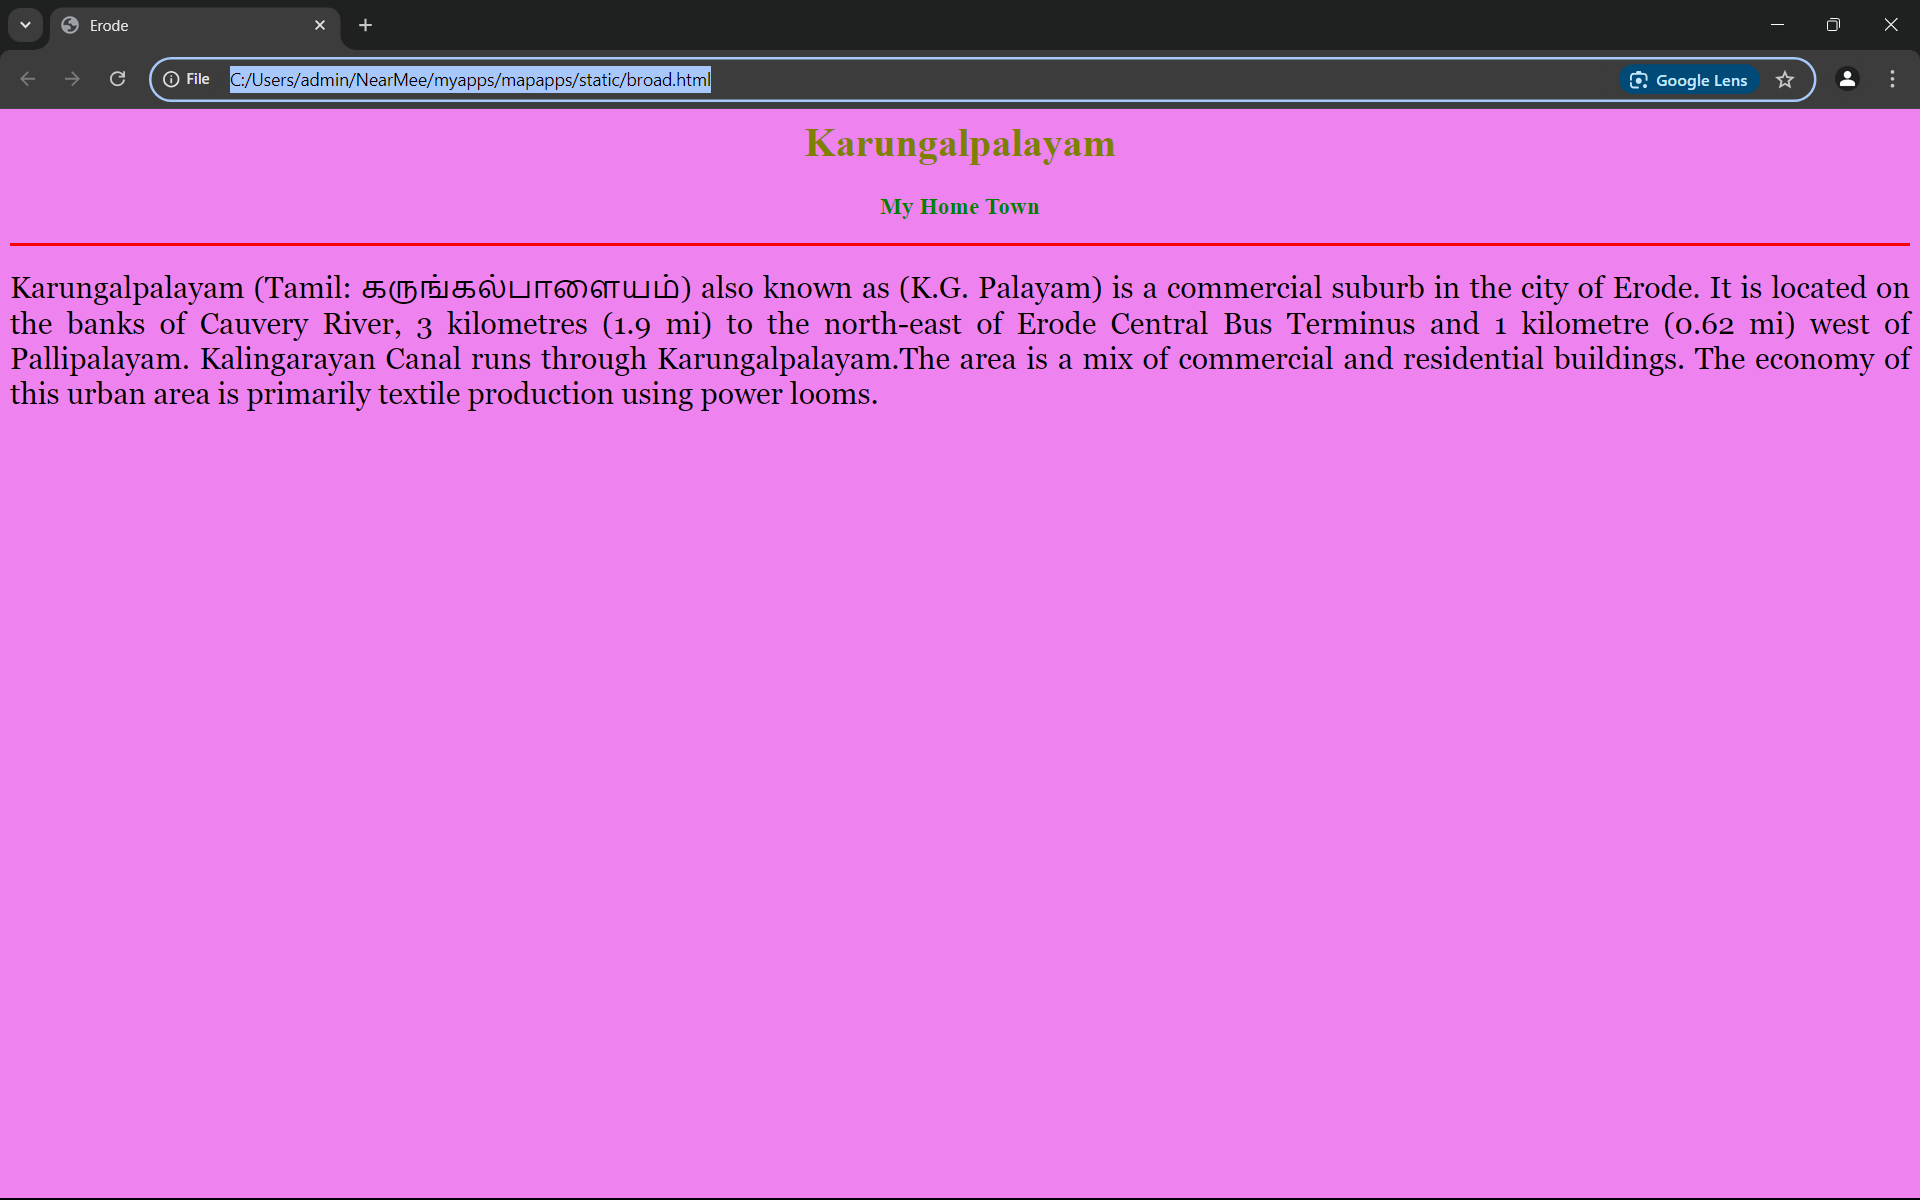 Erode
File
C:/Users/admin/NearMee/myapps/mapapps/static/broad.html
Google Lens
Karungalpalayam
My Home Town
Karungalpalayam (Tamil: கருங்கல்பாளையம்) also known as (K.G. Palayam) is a commercial suburb in the city of Erode. It is located on
the banks of Cauvery River, 3 kilometres (1.9 mi) to the north-east of Erode Central Bus Terminus and 1 kilometre (0.62 mi) west of
Pallipalayam. Kalingarayan Canal runs through Karungalpalayam.The area is a mix of commercial and residential buildings. The economy of
this urban area is primarily textile production using power looms.